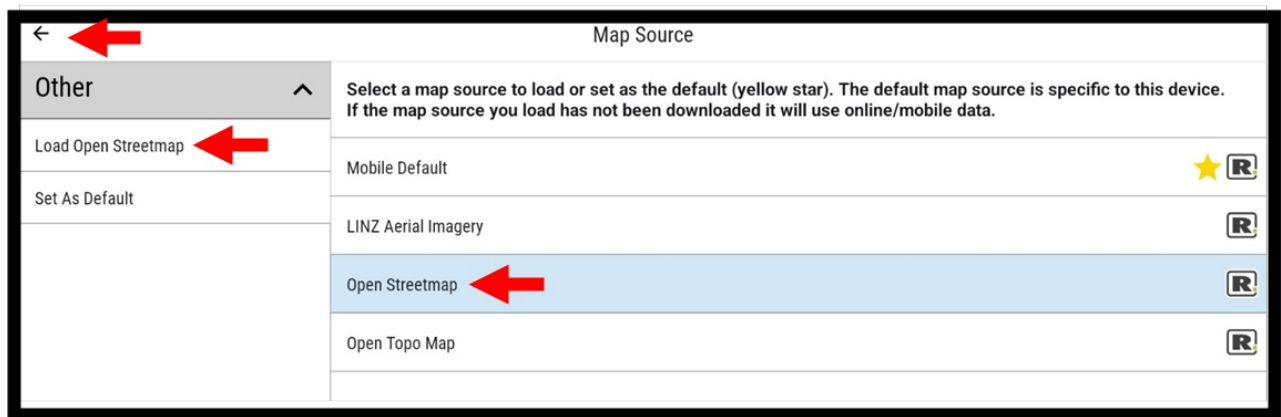 Map Source
Other
Load Open Streetmap
Set As Default
Select a map source to load or set as the default (yellow star). The default map source is specific to this device.
If the map source you load has not been downloaded it will use online/mobile data.
Mobile Default
R
LINZ Aerial Imagery
R
Open Streetmap
R
Open Topo Map
R